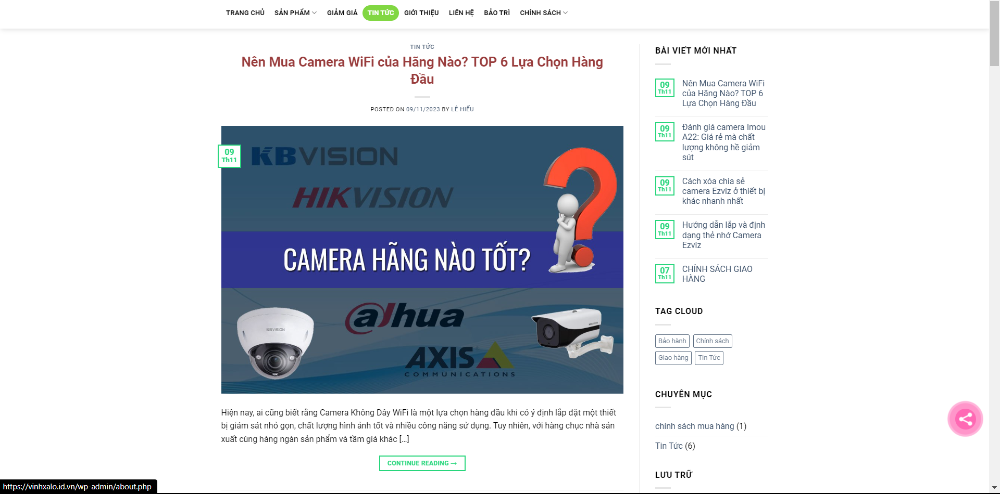 TRANG CHỦ SẢN PHẨM GIẢM GIÁ TIN TỨC GIỚI THIỆU LIÊN HỆ BẢO TRÌ CHÍNH SÁCH
TIN TỨC
Nên Mua Camera WiFi của Hãng Nào? TOP 6 Lựa Chọn Hàng
Đầu
POSTED ON 09/11/2023 BY LÊ HIẾU
09
Th11
KBVISION
HIKVISION
CAMERA HÃNG NÀO TỐT?
alhua
KBVISION
AXIS
COMMUNICATIONS
Hiện nay, ai cũng biết rằng Camera Không Dây WiFi là một lựa chọn hàng đầu khi có ý định lắp đặt một thiết
bị giám sát nhỏ gọn, chất lượng hình ảnh tốt và nhiều công năng sử dụng. Tuy nhiên, với hàng chục nhà sản
xuất cùng hàng ngàn sản phẩm và tầm giá khác [...]
CONTINUE READING →
BÀI VIẾT MỚI NHẤT
09
Th11
Nên Mua Camera WiFi
của Hãng Nào? TOP 6
Lựa Chọn Hàng Đầu
09
Th11
Đánh giá camera Imou
A22: Giá rẻ mà chất
lượng không hề giảm
sút
09
Th11
Cách xóa chia sẻ
camera Ezviz ở thiết bị
khác nhanh nhất
09
Th11
Hướng dẫn lắp và định
dạng thẻ nhớ Camera
Ezviz
07
Th11
CHÍNH SÁCH GIAO
HÀNG
TAG CLOUD
Bảo hành Chính sách
Giao hàng Tin Tức
CHUYÊN MỤC
chính sách mua hàng (1)
Tin Tức (6)
LƯU TRỮ
https://vinhxalo.id.vn/wp-admin/about.php